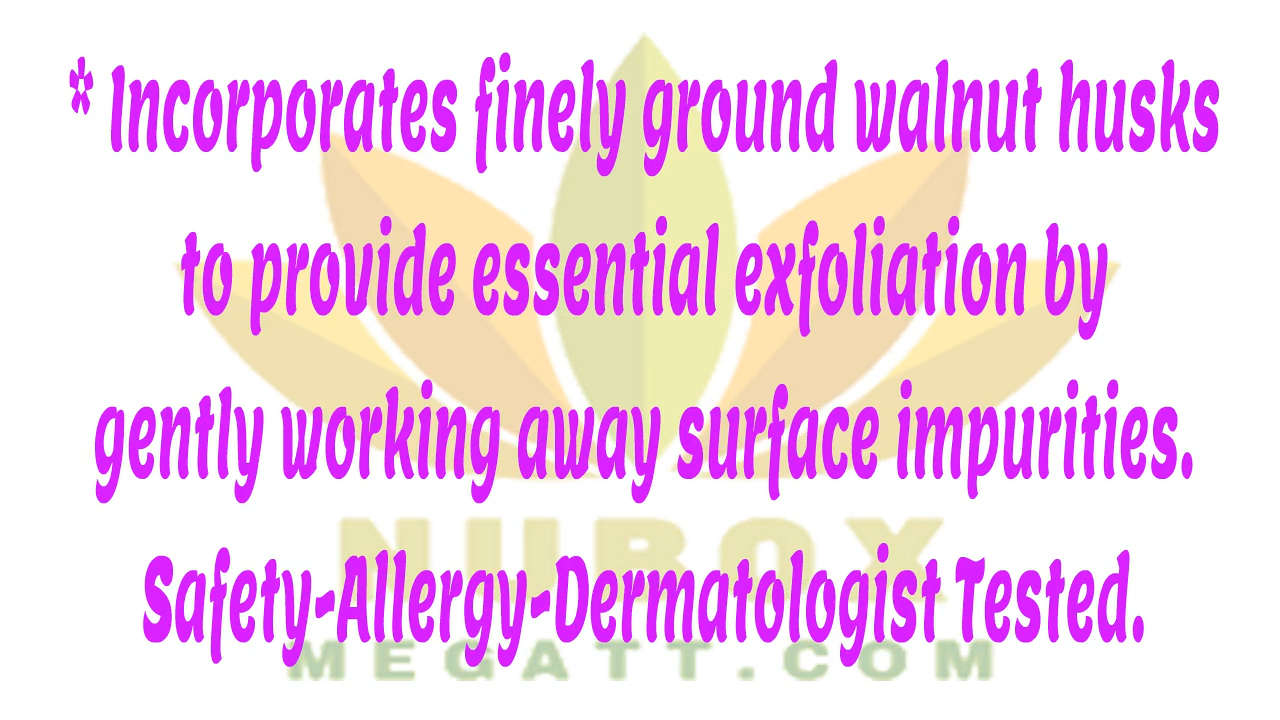 * Incorporates finely ground walnut husks
to provide essential exfoliation by
gently working away surface impurities.
NUROX
Safety-Allergy-Dermatologist Tested.
MEGATT.COM